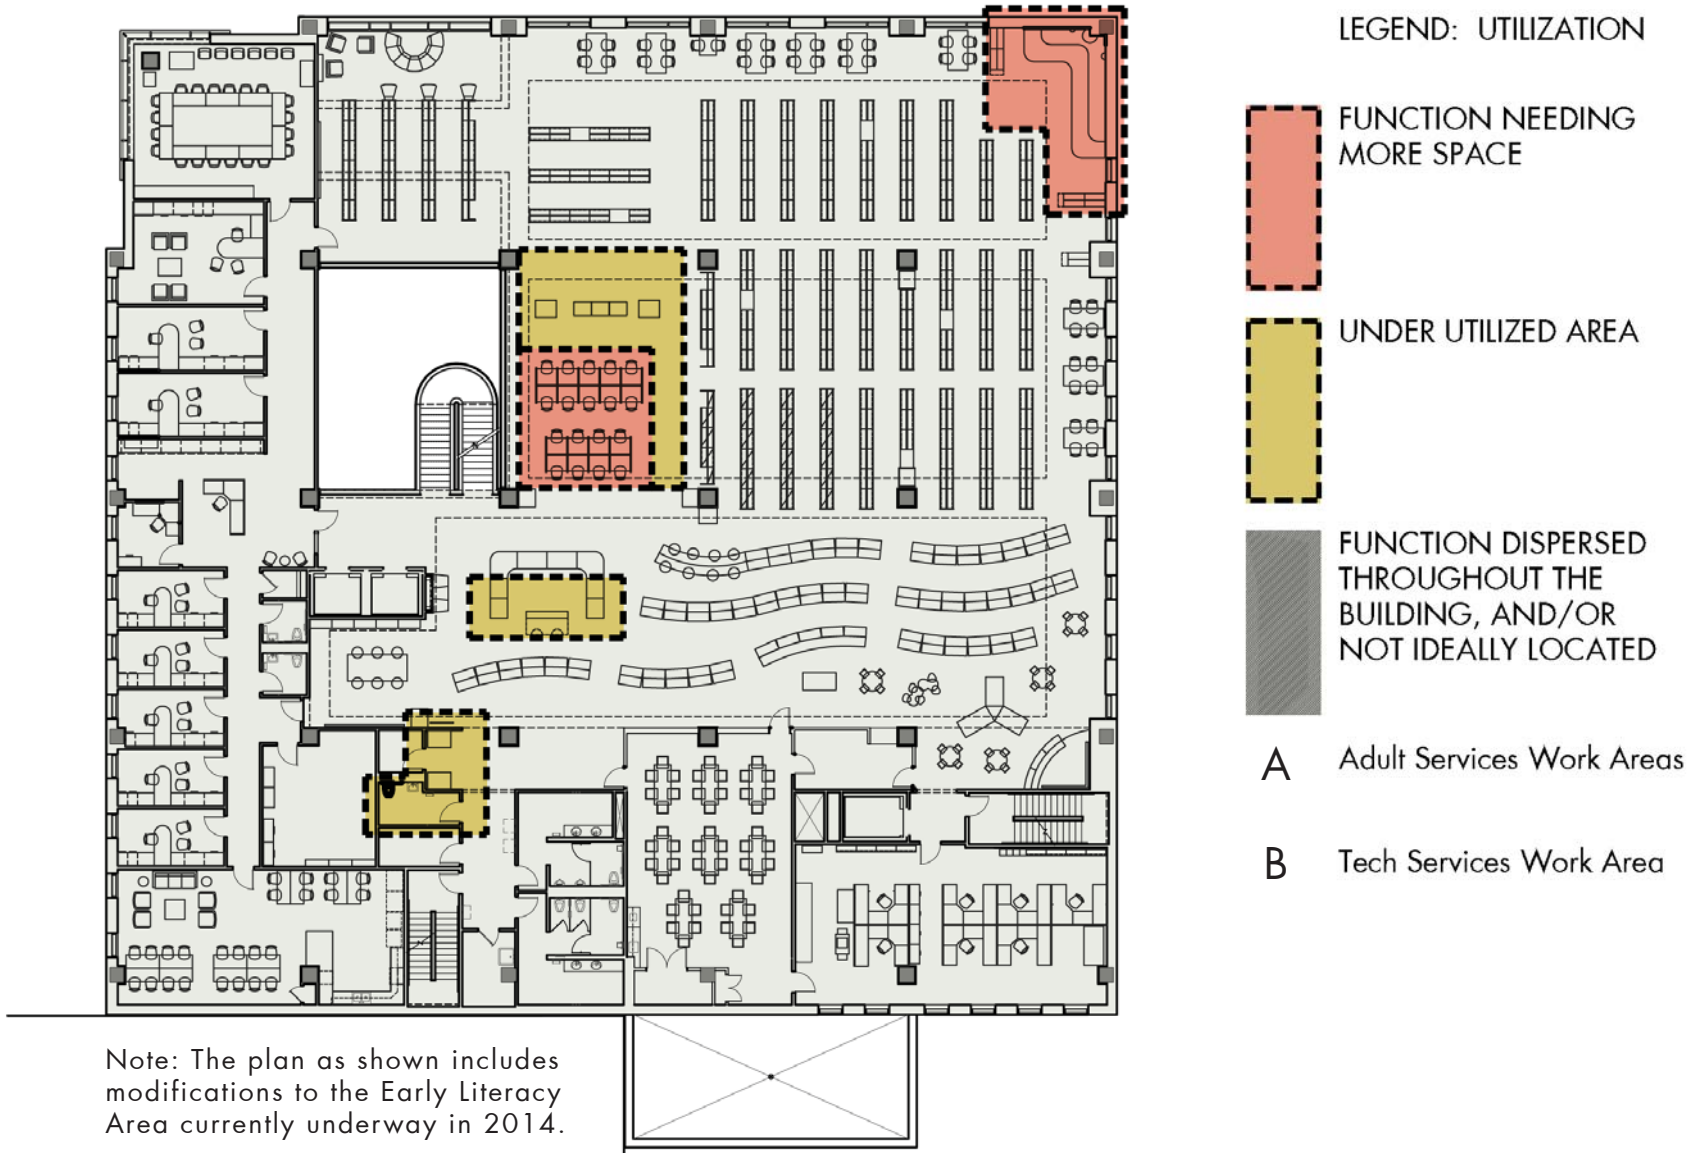 LEGEND:  UTILIZATION
FUNCTION NEEDING
MORE SPACE
UNDER UTILIZED AREA
FUNCTION DISPERSED
THROUGHOUT THE
BUILDING, AND/OR
NOT IDEALLY LOCATED
A Adult Services Work Areas
B Tech Services Work Area
Note: The plan as shown includes
modifications to the Early Literacy
Area currently underway in 2014.